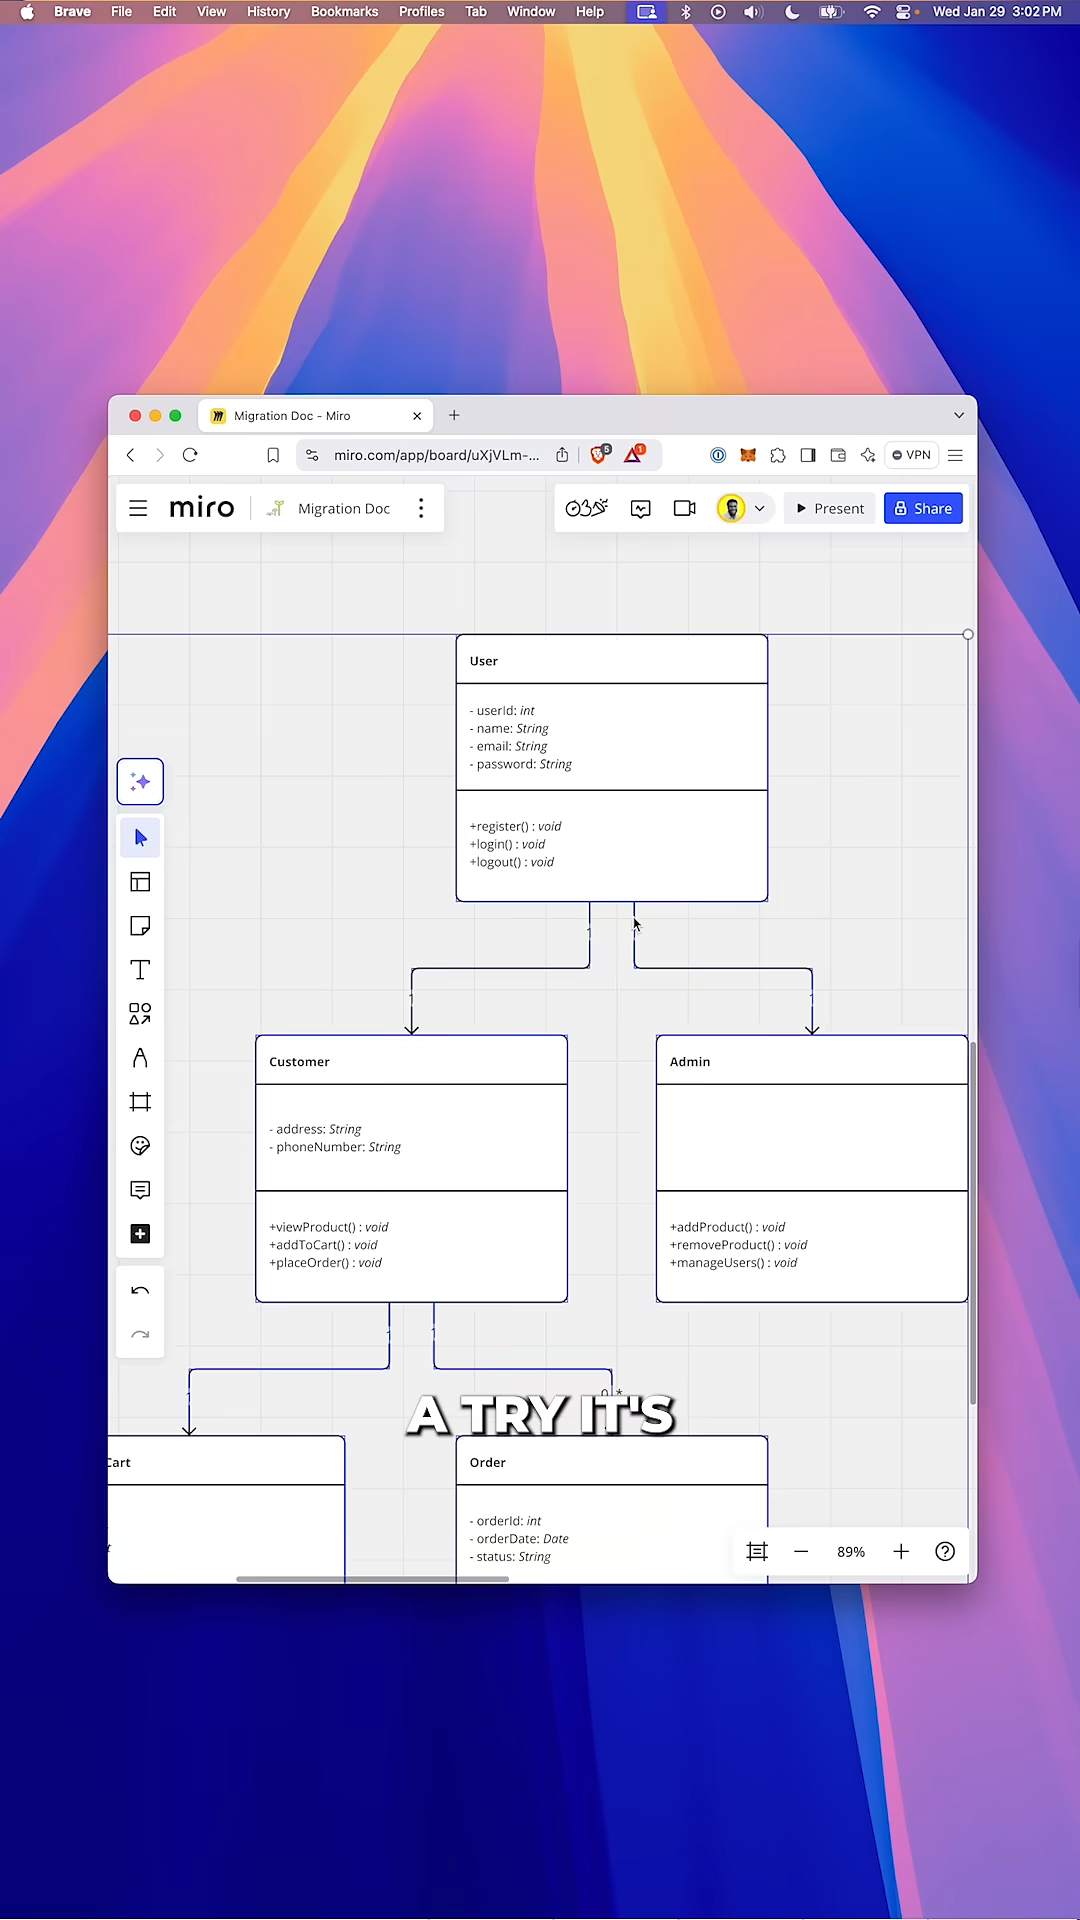 Brave File Edit View History Bookmarks Profiles Tab Window Help Wed Jan 29 3:02 PM
Migration Doc - Miro
miro.com/app/board/uXjVLm-...
5
1
VPN
miro
Migration Doc
Present
Share
User
- userId: int
- name: String
- email: String
- password: String
+register() : void
+login() : void
+logout() : void
Customer
- address: String
- phoneNumber: String
+viewProduct() : void
+addToCart() : void
+placeOrder() : void
Admin
+addProduct() : void
+removeProduct() : void
+manageUsers() : void
A TRY IT'S
Cart
Order
- orderId: int
- orderDate: Date
- status: String
89%